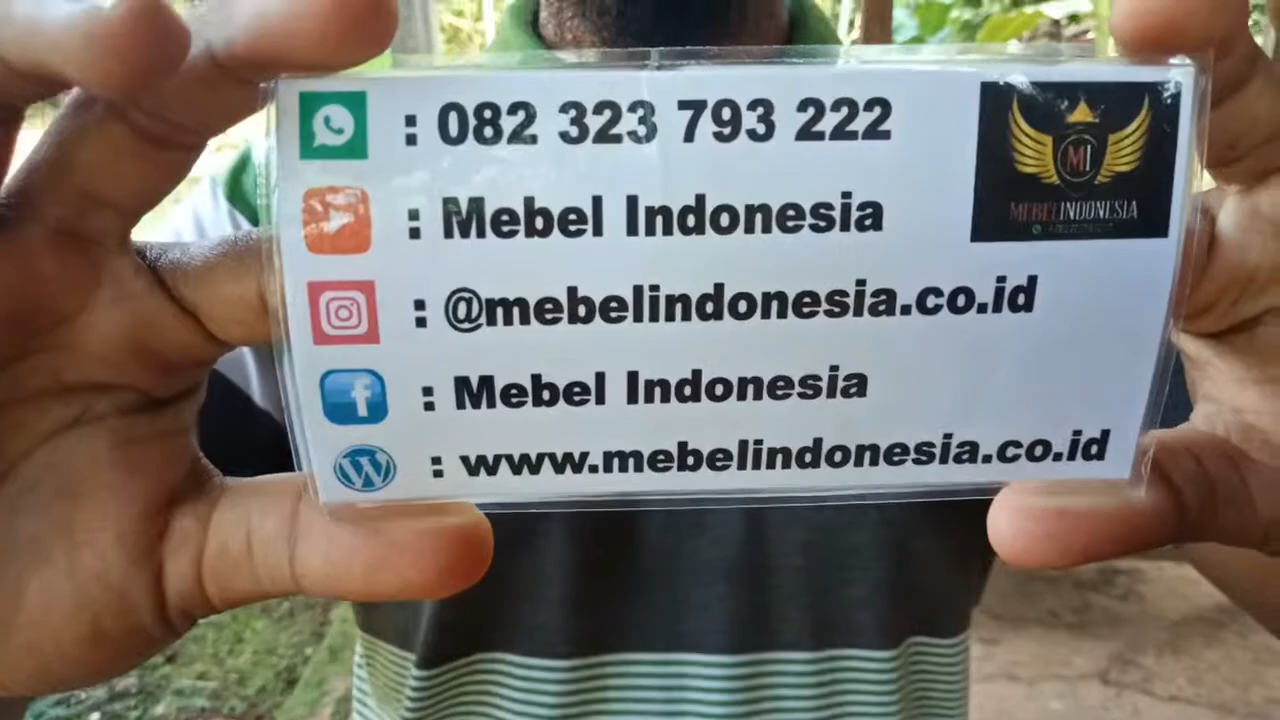 : 082 323 793 222
: Mebel Indonesia
: @mebelindonesia.co.id
: Mebel Indonesia
: www.mebelindonesia.co.id
MI
MEBELINDONESIA